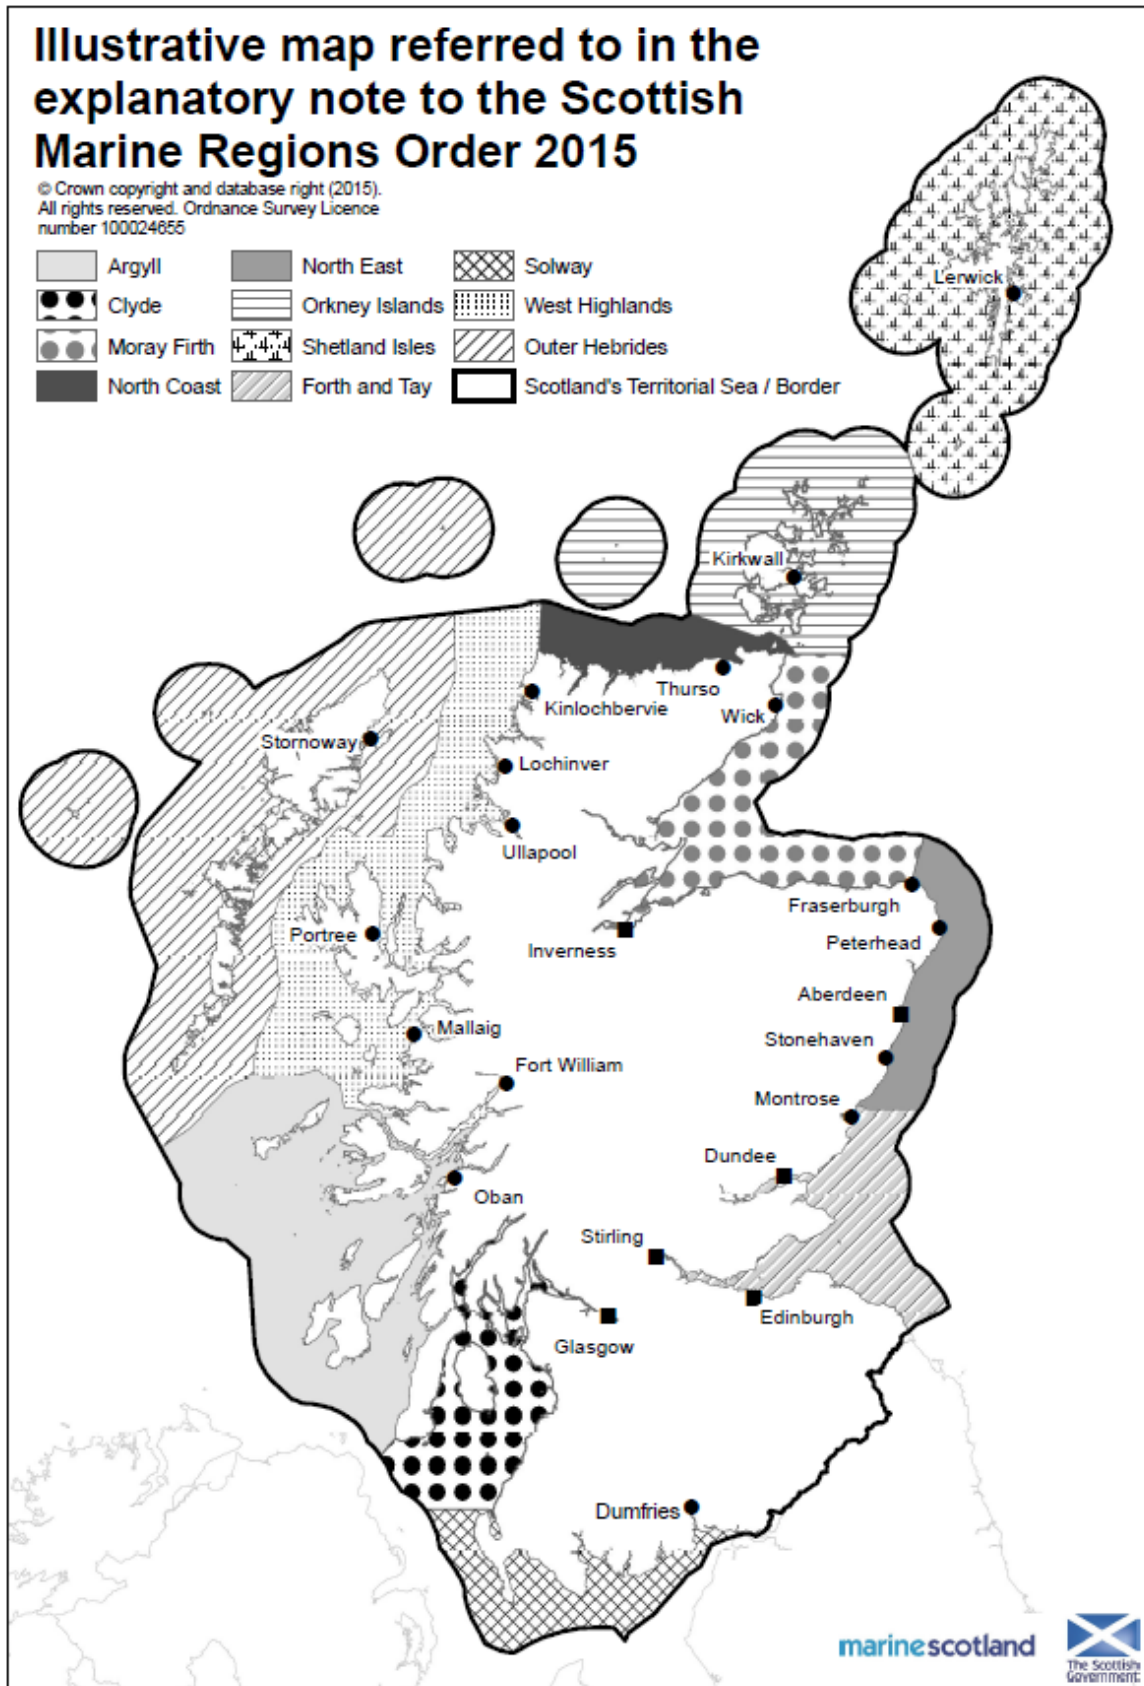 Illustrative map referred to in the
explanatory note to the Scottish
Marine Regions Order 2015
© Crown copyright and database right (2015).
All rights reserved. Ordnance Survey Licence
number 100024655
Argyll
North East
Solway
Clyde
Orkney Islands
West Highlands
Moray Firth
Shetland Isles
Outer Hebrides
North Coast
Forth and Tay
Scotland's Territorial Sea / Border
Lerwick
Kirkwall
Thurso
Kinlochbervie
Wick
Stornoway
Lochinver
Ullapool
Fraserburgh
Portree
Inverness
Peterhead
Aberdeen
Mallaig
Stonehaven
Fort William
Montrose
Dundee
Oban
Stirling
Edinburgh
Glasgow
Dumfries
marinescotland
The Scottish
Government